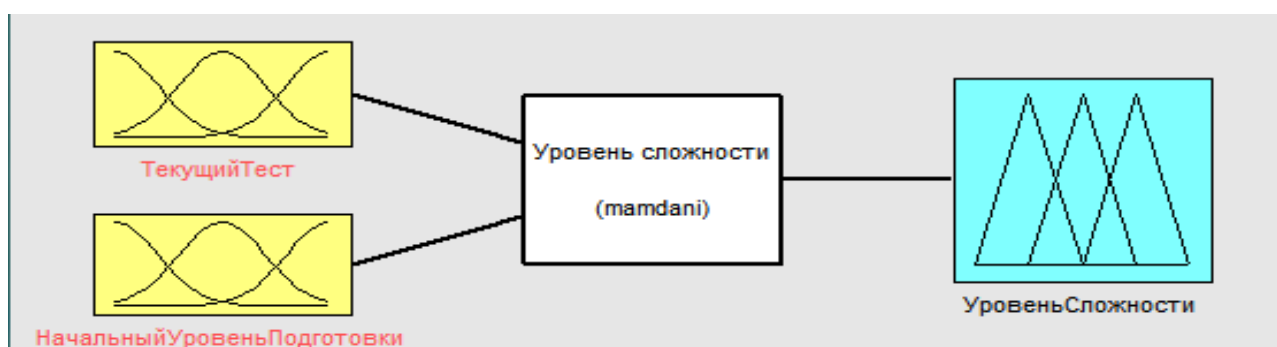 ТекущийТест
НачальныйУровеньПодготовки
Уровень сложности
(mamdani)
УровеньСложности